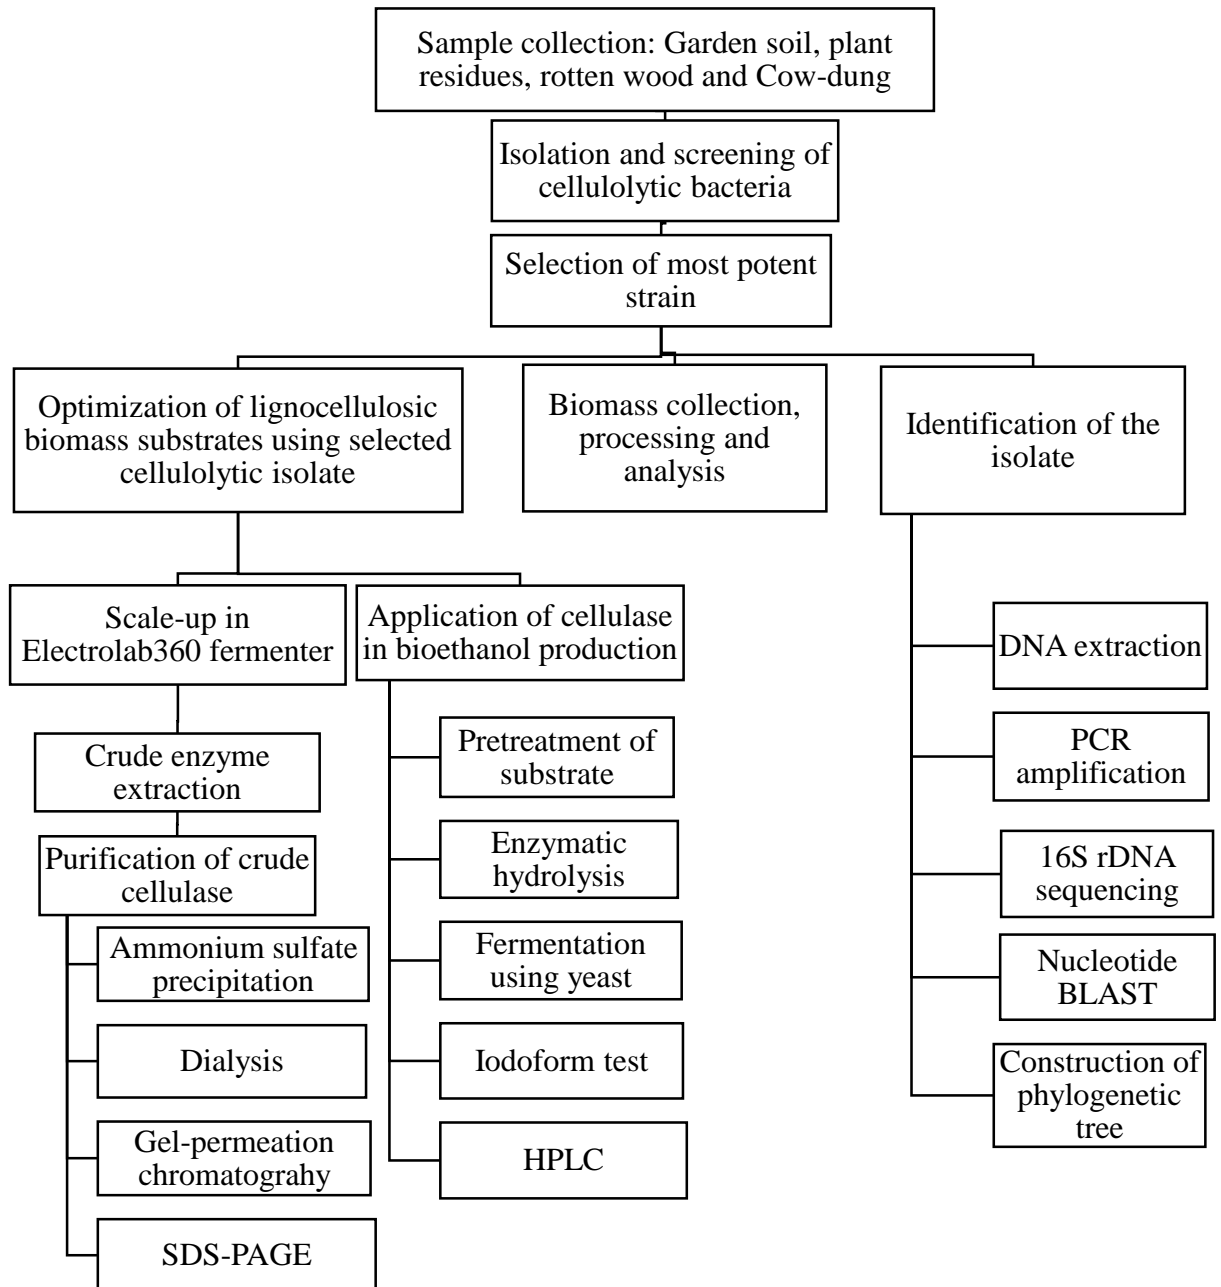 Sample collection: Garden soil, plant
residues, rotten wood and Cow-dung
Isolation and screening of
cellulolytic bacteria
Selection of most potent
strain
Optimization of lignocellulosic
biomass substrates using selected
cellulolytic isolate
Biomass collection,
processing and
analysis
Identification of the
isolate
Scale-up in
Electrolab360 fermenter
Crude enzyme
extraction
Purification of crude
cellulase
Ammonium sulfate
precipitation
Dialysis
Gel-permeation
chromatograhy
SDS-PAGE
Application of cellulase
in bioethanol production
Pretreatment of
substrate
Enzymatic
hydrolysis
Fermentation
using yeast
Iodoform test
HPLC
DNA extraction
PCR
amplification
16S rDNA
sequencing
Nucleotide
BLAST
Construction of
phylogenetic
tree